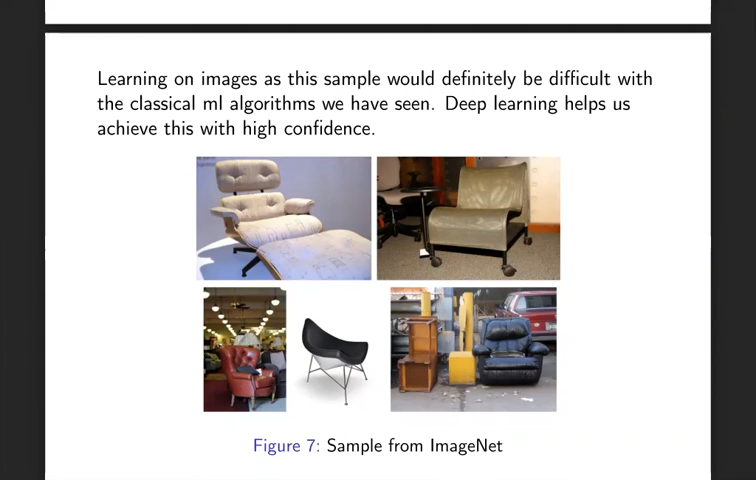 Learning on images as this sample would definitely be difficult with
the classical ml algorithms we have seen. Deep learning helps us
achieve this with high confidence.
Figure 7: Sample from ImageNet